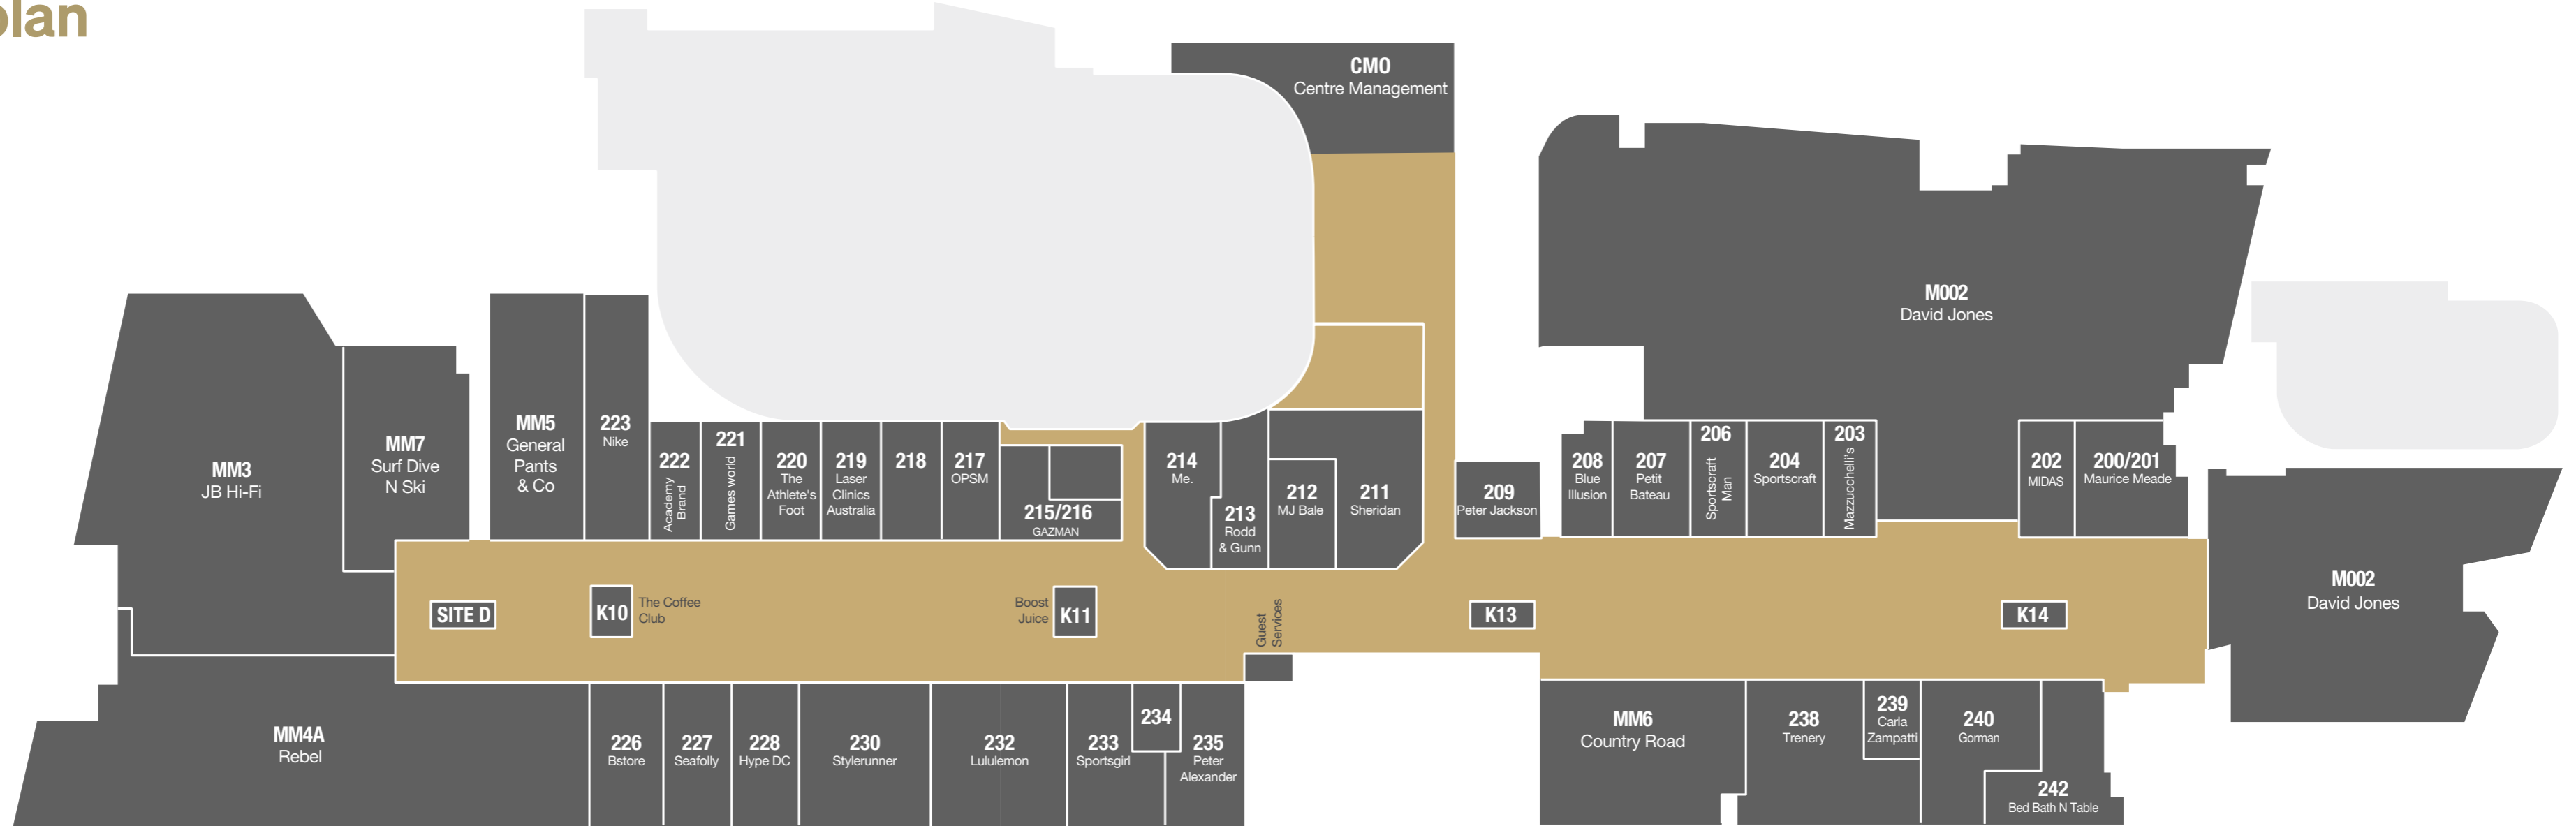 plan
CMO
Centre Management
M002
David Jones
MM3
JB Hi-Fi
MM7
Surf Dive
N Ski
MM5
General
Pants
& Co
223
Nike
222
Academy
Brand
221
Games world
220
The
Athlete's
Foot
219
Laser
Clinics
Australia
218
217
OPSM
215/216
GAZMAN
214
Me.
213
Rodd
& Gunn
212
MJ Bale
211
Sheridan
209
Peter Jackson
208
Blue
Illusion
207
Petit
Bateau
206
Sportscraft
Man
204
Sportscraft
203
Mazzucchelli's
202
MIDAS
200/201
Maurice Meade
M002
David Jones
SITE D
K10
The Coffee
Club
Boost
Juice
K11
Guest
Services
K13
K14
MM4A
Rebel
226
Bstore
227
Seafolly
228
Hype DC
230
Stylerunner
232
Lululemon
233
Sportsgirl
234
235
Peter
Alexander
MM6
Country Road
238
Trenery
239
Carla
Zampatti
240
Gorman
242
Bed Bath N Table